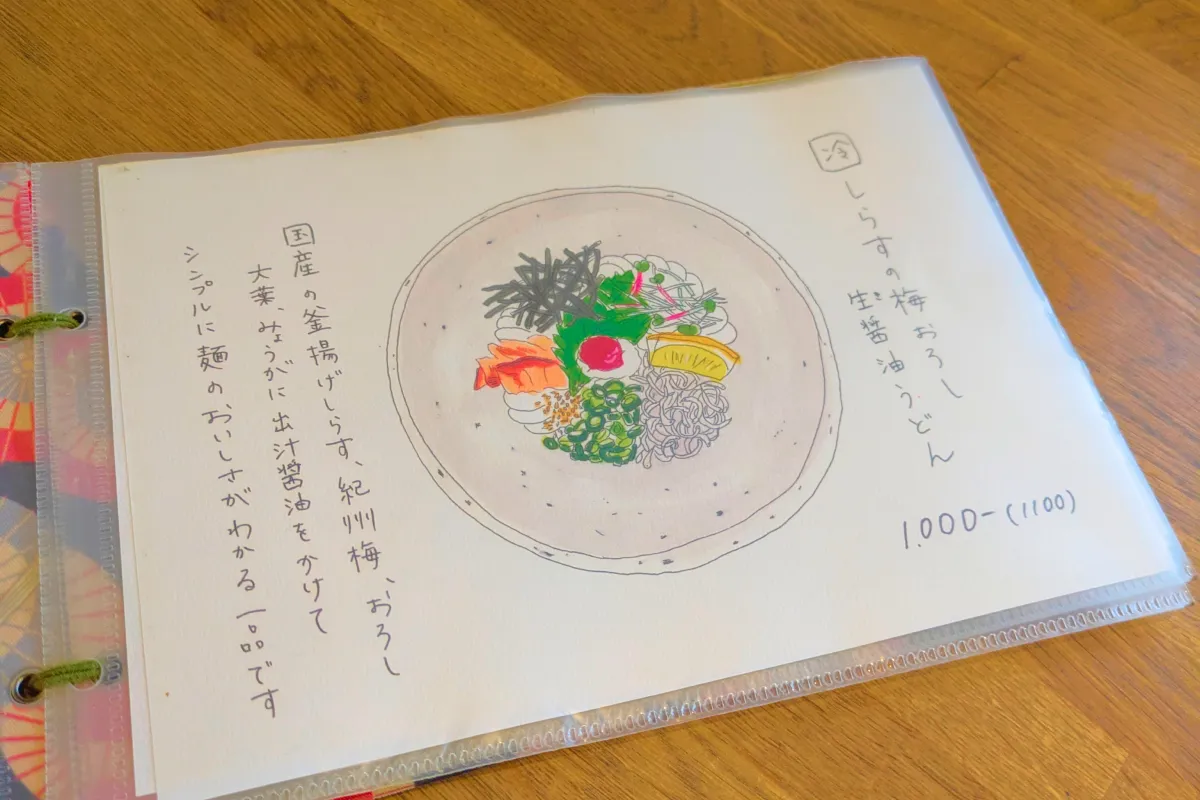 冷 しらすの梅おろし
生醤油うどん
1.000-(1100)
国産の釜揚げしらす、紀州梅、おろし
大葉、みょうがに出汁醤油をかけて
シンプルに麺のおいしさがわかる一品です